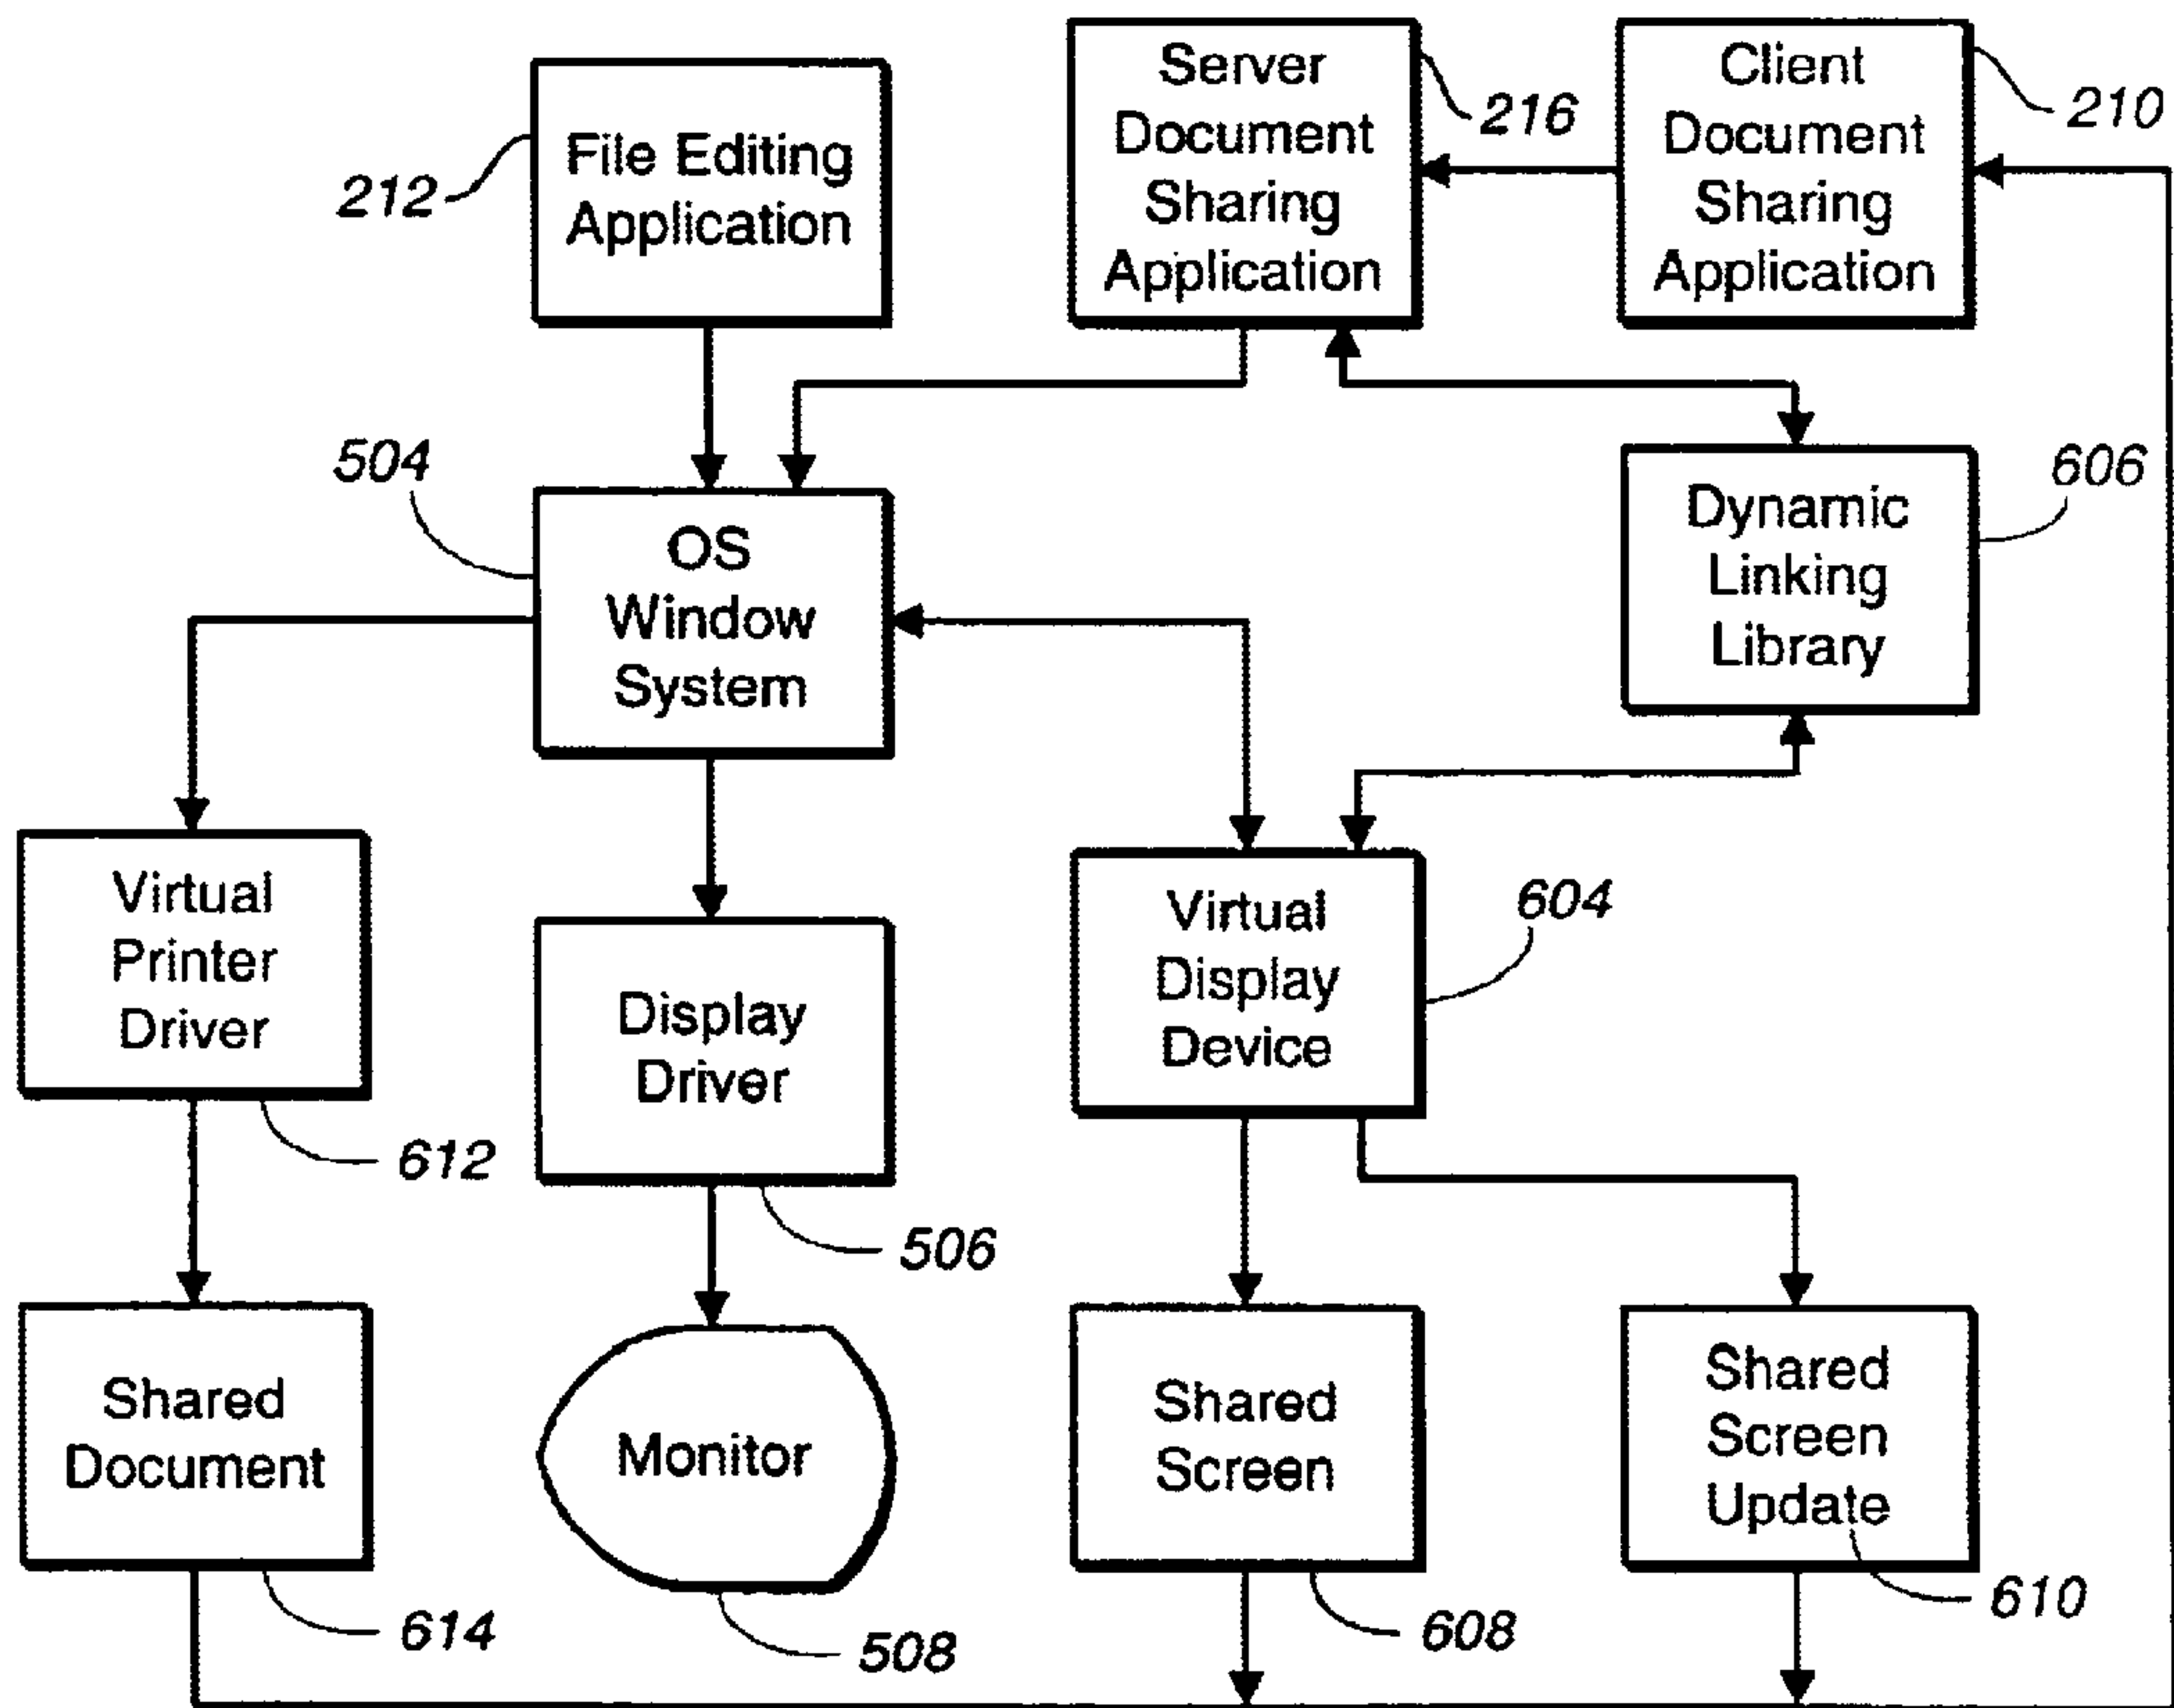 Server
Document
Sharing
Application
216
Client
Document
Sharing
Application
210
File Editing
Application
212
504
OS
Window
System
Dynamic
Linking
Library
606
Virtual
Printer
Driver
612
Display
Driver
506
Virtual
Display
Device
604
Shared
Document
614
Monitor
508
Shared
Screen
608
Shared
Screen
Update
610